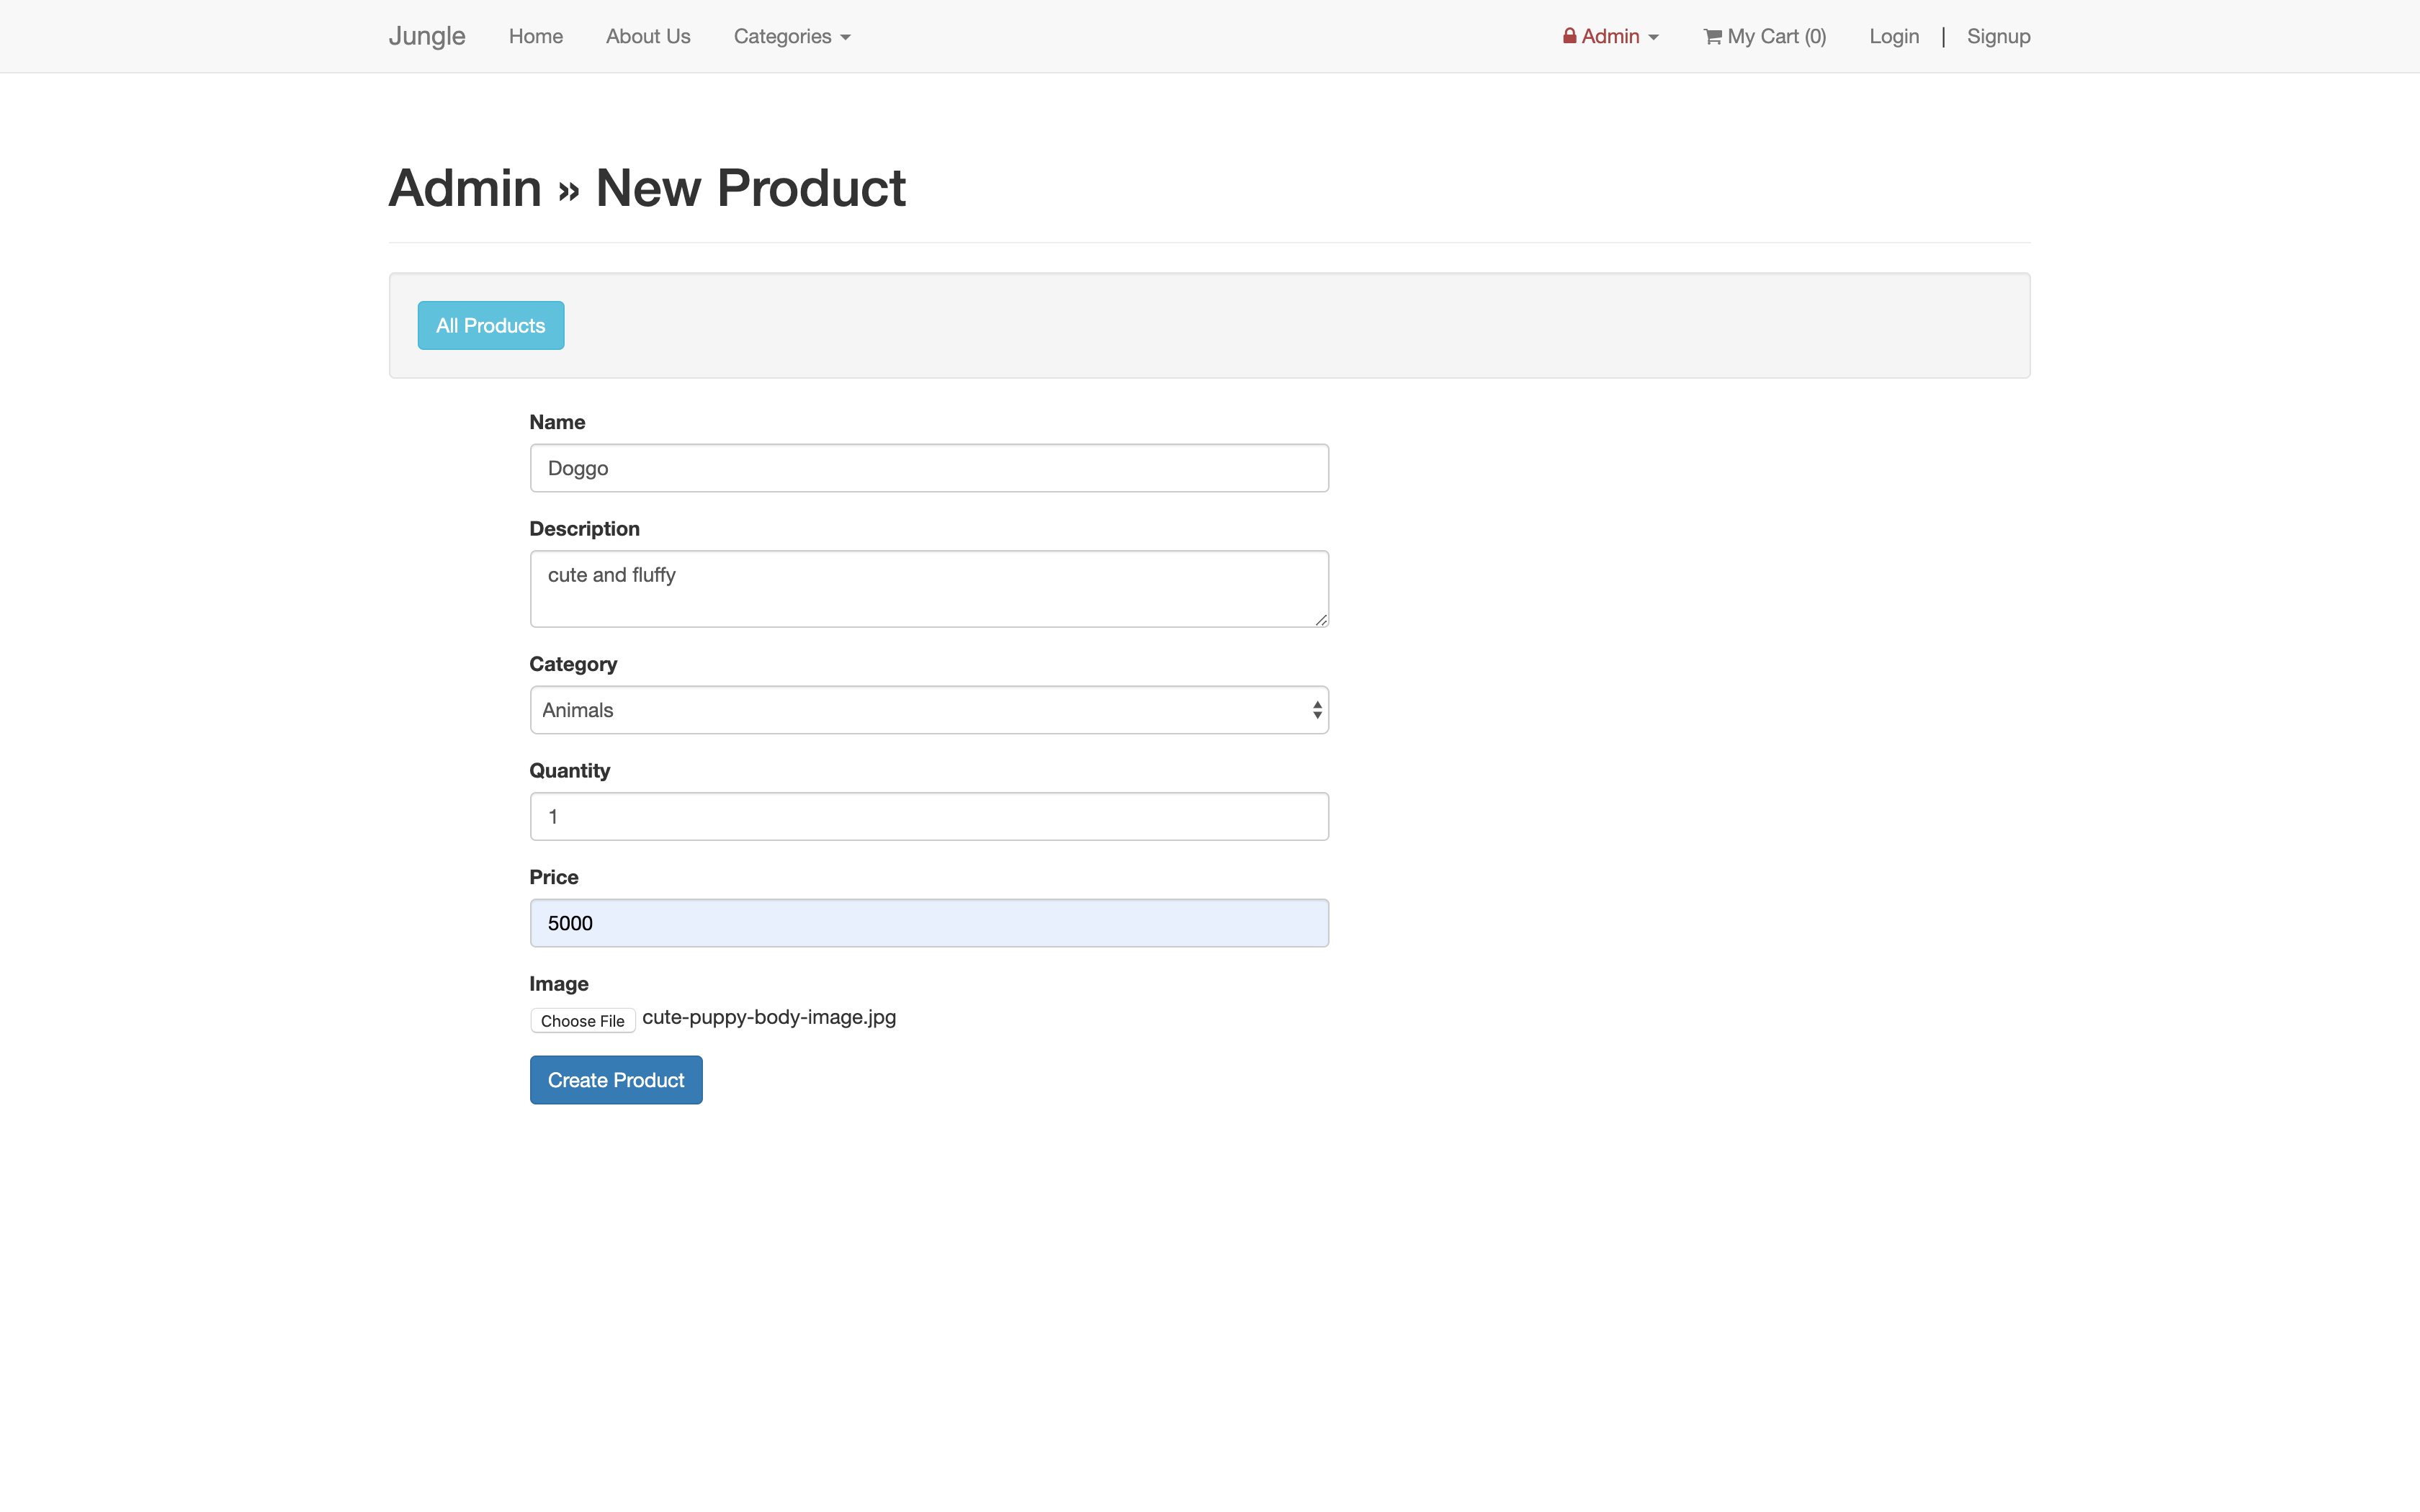 Jungle Home About Us Categories Admin My Cart (0) Login | Signup
Admin » New Product
All Products
Name
Doggo
Description
cute and fluffy
Category
Animals
Quantity
1
Price
5000
Image
Choose File cute-puppy-body-image.jpg
Create Product